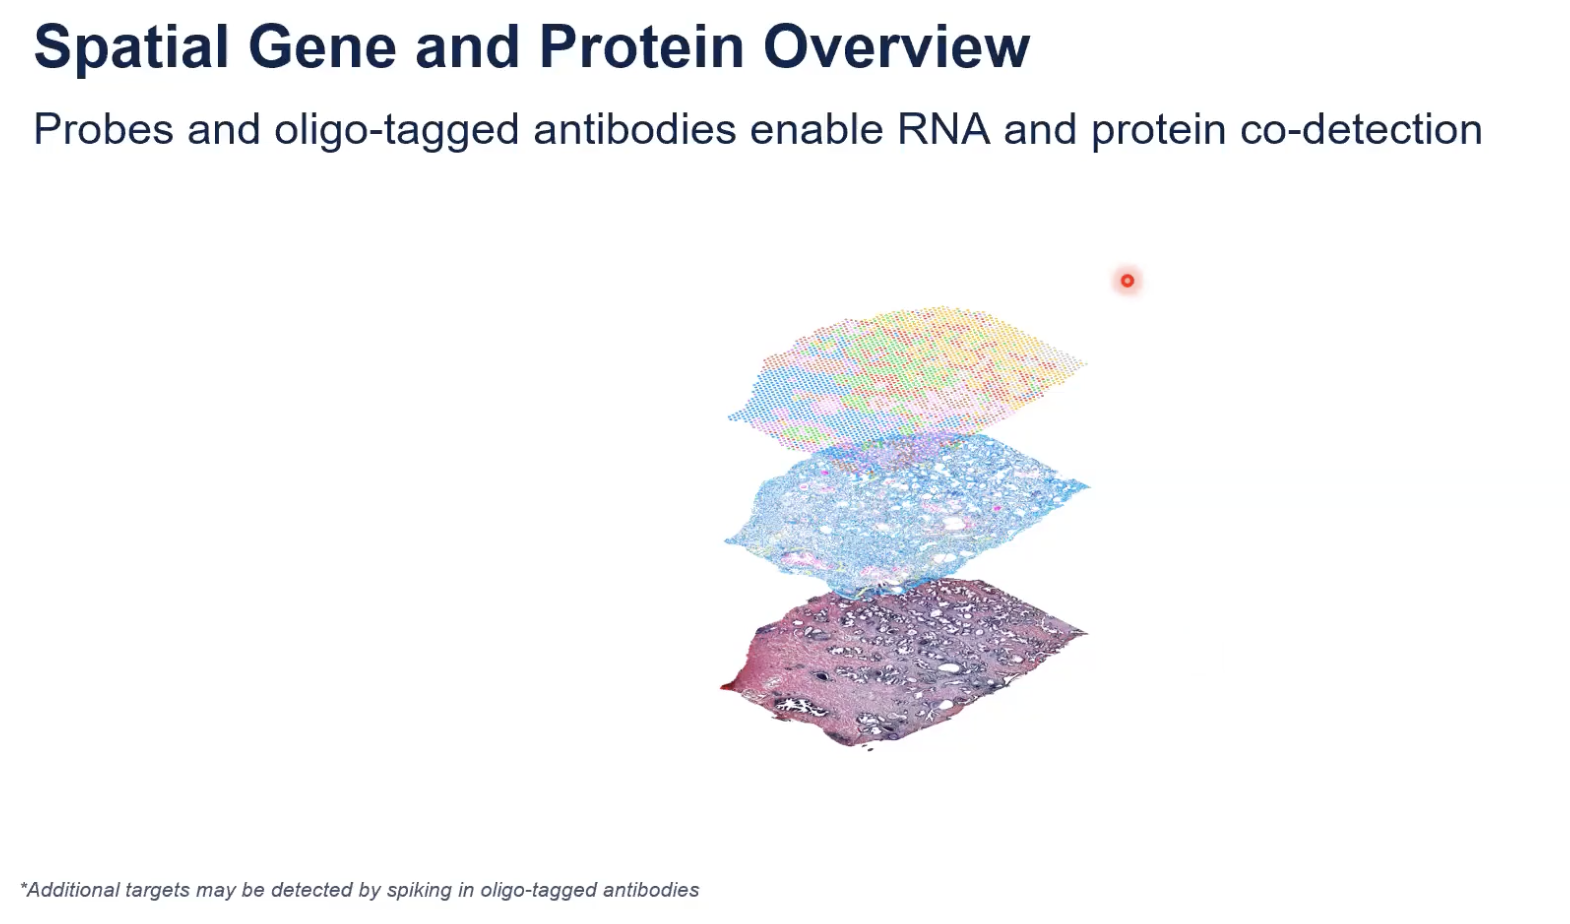 Spatial Gene and Protein Overview
Probes and oligo-tagged antibodies enable RNA and protein co-detection
*Additional targets may be detected by spiking in oligo-tagged antibodies